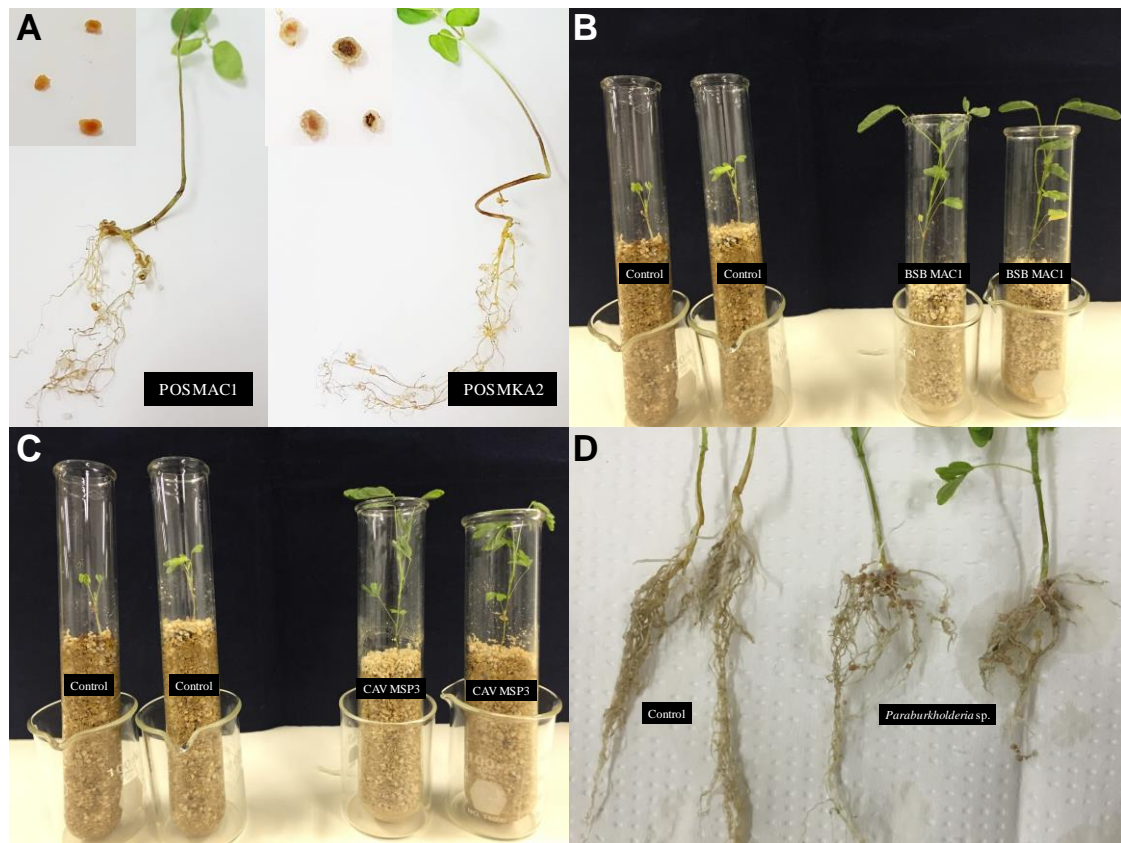 A
POSMAC1
POSMKA2
B
Control
Control
BSB MAC1
BSB MAC1
C
Control
Control
CAV MSP3
CAV MSP3
D
Control
Paraburkholderia sp.